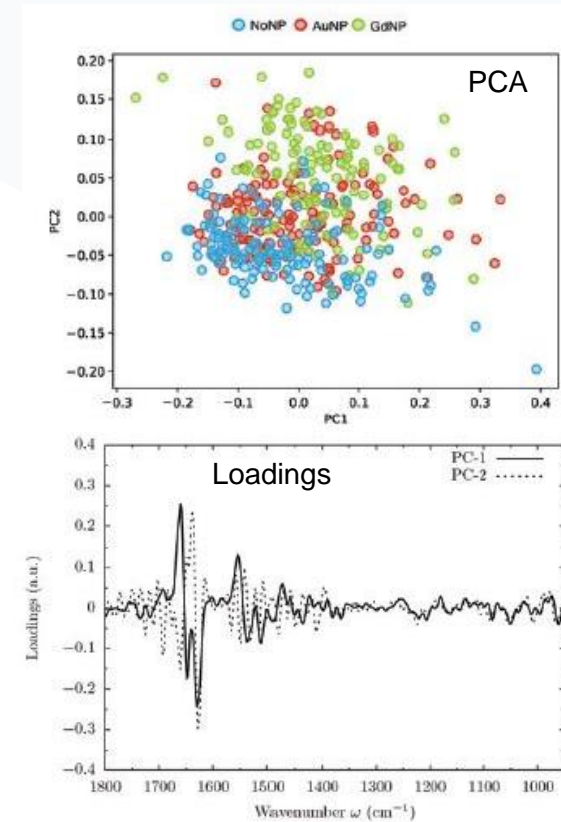 NoNP AuNP GdNP
PCA
0.20
0.15
0.10
0.05
0.00
−0.05
−0.10
−0.15
−0.20
PC2
−0.3 −0.2 −0.1 0.0 0.1 0.2 0.3 0.4
PC1
Loadings
PC-1
PC-2
0.4
0.3
0.2
0.1
0
−0.1
−0.2
−0.3
−0.4
Loadings (a.u.)
1800 1700 1600 1500 1400 1300 1200 1100 1000
Wavenumber ω (cm⁻¹)